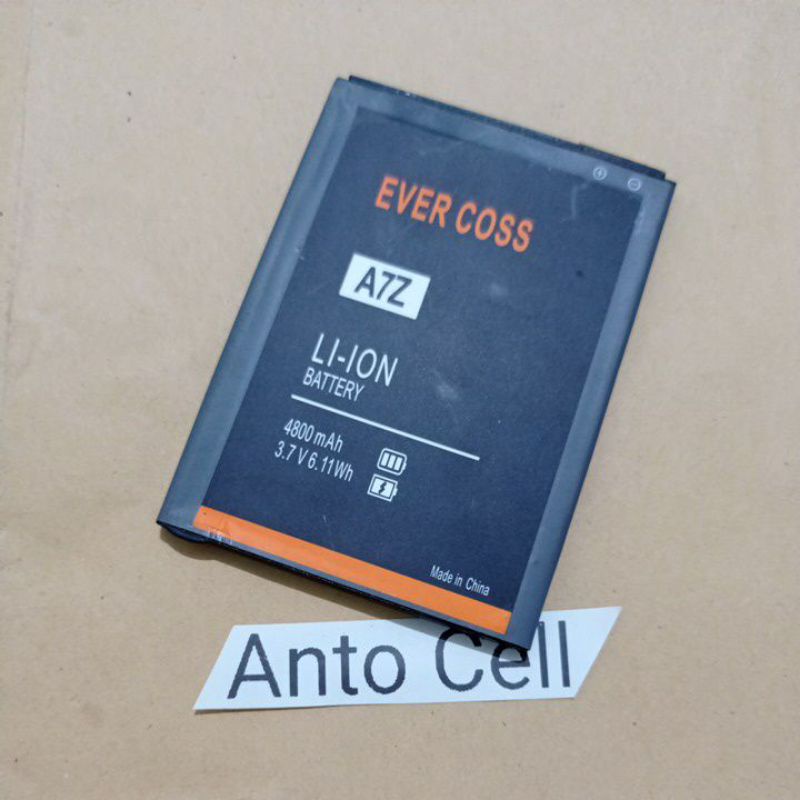 EVER COSS
A7Z
LI-ION
BATTERY
4800 mAh
3.7 V 6.11Wh
Made in China
Anto Cell